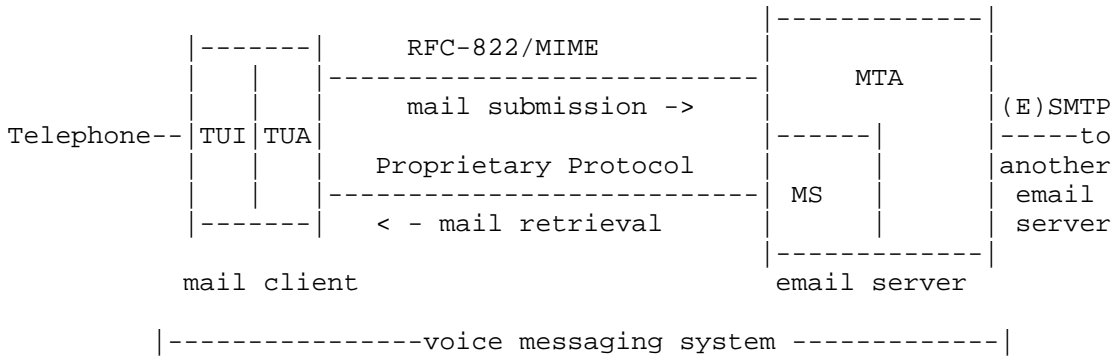 |-------------|
           |-------|    RFC-822/MIME           |             |
           |   |   |---------------------------|     MTA     |
           |   |   |    mail submission ->     |             |(E)SMTP
Telephone--|TUI|TUA|                           |------|      |-----to
           |   |   |  Proprietary Protocol     |      |      |another
           |   |   |---------------------------| MS   |      | email
           |-------|  < - mail retrieval       |      |      | server
                                               |-------------|
           mail client                          email server
         |----------------voice messaging system -------------|